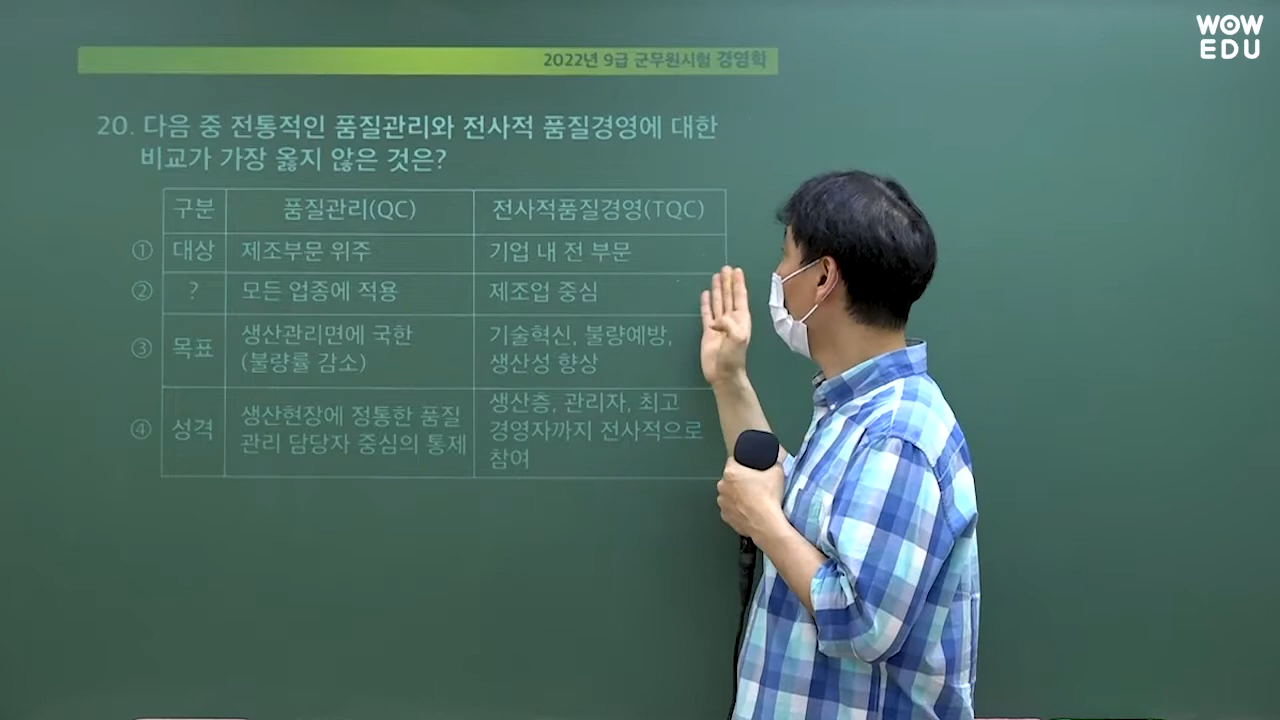 WOW
EDU
2022년 9급 군무원시험 경영학
20. 다음 중 전통적인 품질관리와 전사적 품질경영에 대한
비교가 가장 옳지 않은 것은?
구분 품질관리(QC) 전사적품질경영(TQC)
① 대상 제조부문 위주 기업 내 전 부문
② ? 모든 업종에 적용 제조업 중심
③ 목표 생산관리면에 국한
(불량률 감소)
기술혁신, 불량예방,
생산성 향상
④ 성격 생산현장에 정통한 품질
관리 담당자 중심의 통제
생산층, 관리자, 최고
경영자까지 전사적으로
참여